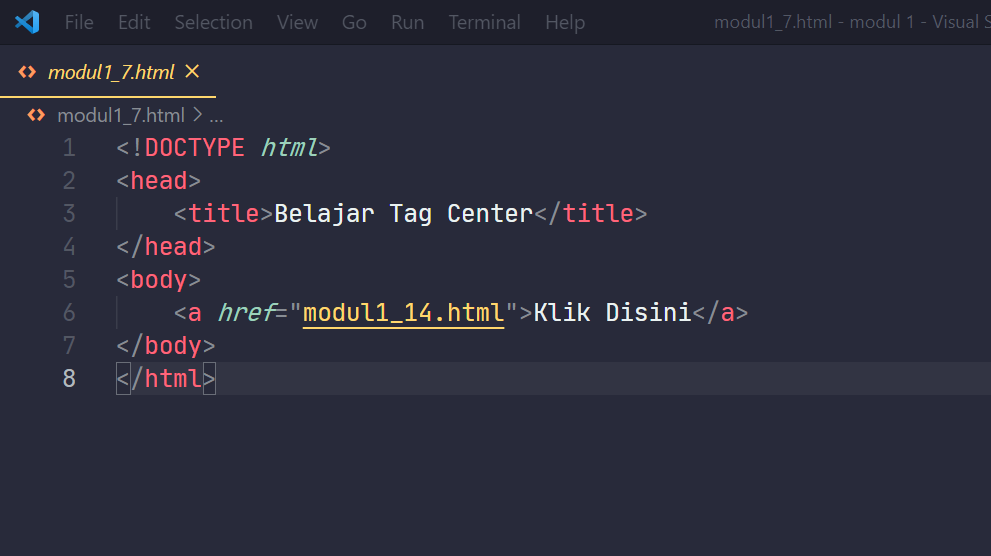 File Edit Selection View Go Run Terminal Help modul1_7.html - modul 1 - Visual S
modul1_7.html
modul1_7.html > ...
1 <!DOCTYPE html>
2 <head>
3     <title>Belajar Tag Center</title>
4 </head>
5 <body>
6     <a href="modul1_14.html">Klik Disini</a>
7 </body>
8 </html>